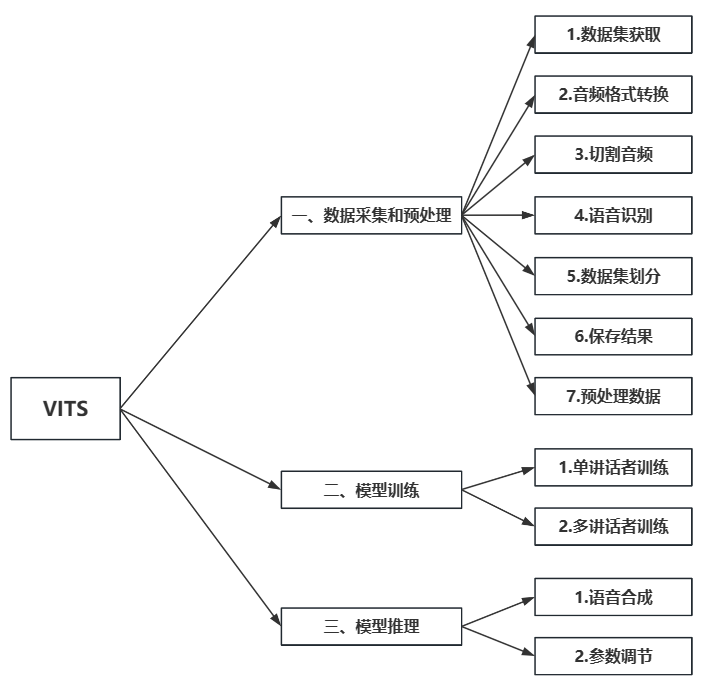 VITS
一、数据采集和预处理
1.数据集获取
2.音频格式转换
3.切割音频
4.语音识别
5.数据集划分
6.保存结果
7.预处理数据
二、模型训练
1.单讲话者训练
2.多讲话者训练
三、模型推理
1.语音合成
2.参数调节